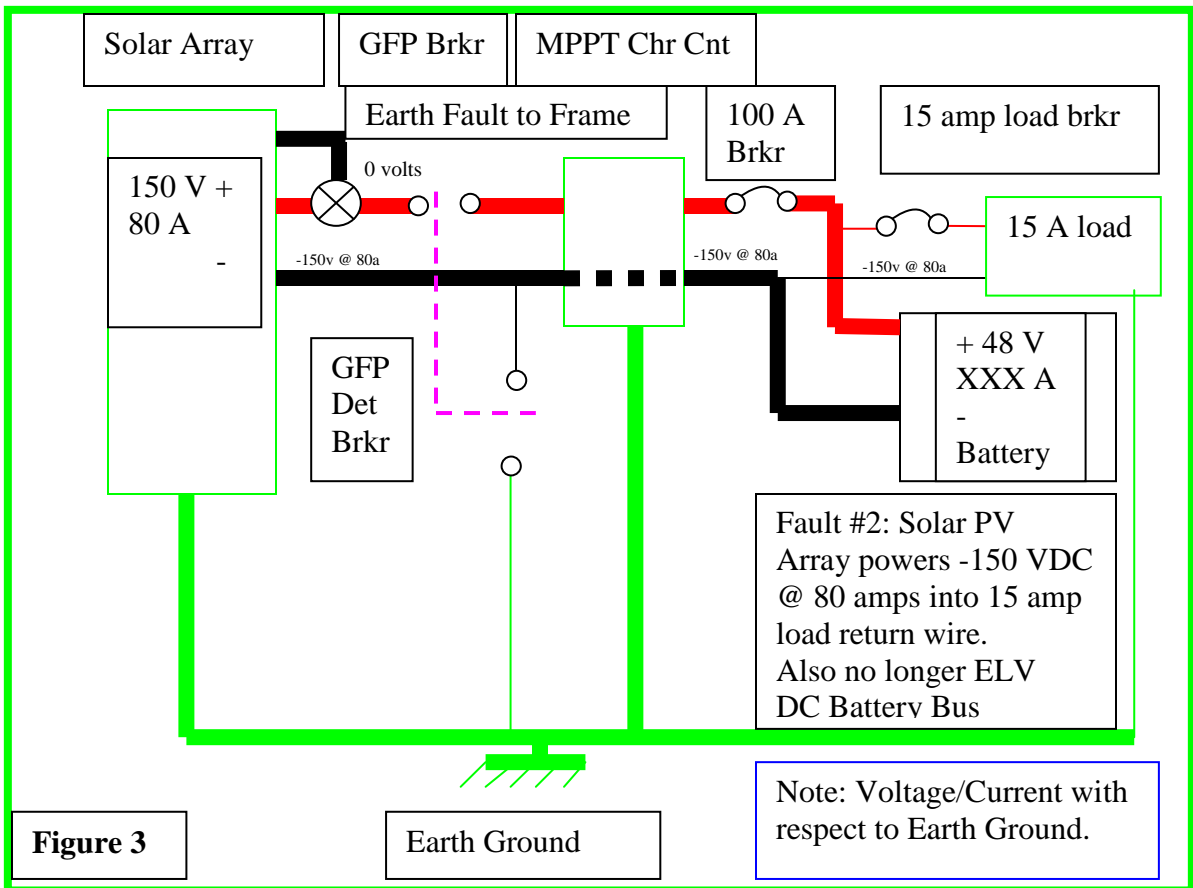 Solar Array
GFP Brkr
MPPT Chr Cnt
Earth Fault to Frame
100 A
Brkr
15 amp load brkr
150 V +
80 A
-
0 volts
-150v @ 80a
-150v @ 80a
-150v @ 80a
15 A load
GFP
Det
Brkr
+ 48 V
XXX A
-
Battery
Fault #2: Solar PV
Array powers -150 VDC
@ 80 amps into 15 amp
load return wire.
Also no longer ELV
DC Battery Bus
Note: Voltage/Current with
respect to Earth Ground.
Figure 3
Earth Ground